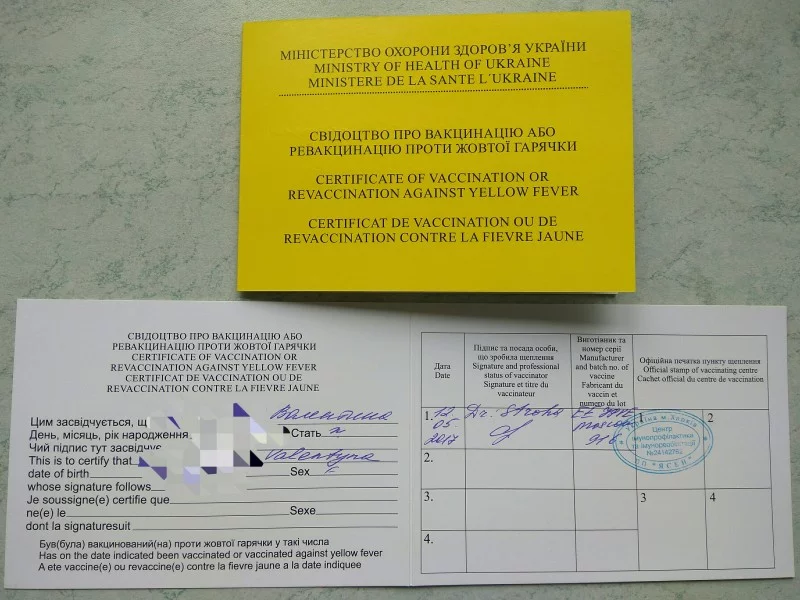 МІНІСТЕРСТВО ОХОРОНИ ЗДОРОВ'Я УКРАЇНИ
MINISTRY OF HEALTH OF UKRAINE
MINISTERE DE LA SANTE L'UKRAINE
СВІДОЦТВО ПРО ВАКЦИНАЦІЮ АБО
РЕВАКЦИНАЦІЮ ПРОТИ ЖОВТОЇ ГАРЯЧКИ
CERTIFICATE OF VACCINATION OR
REVACCINATION AGAINST YELLOW FEVER
CERTIFICAT DE VACCINATION OU DE
REVACCINATION CONTRE LA FIEVRE JAUNE
СВІДОЦТВО ПРО ВАКЦИНАЦІЮ АБО
РЕВАКЦИНАЦІЮ ПРОТИ ЖОВТОЇ ГАРЯЧКИ
CERTIFICATE OF VACCINATION OR
REVACCINATION AGAINST YELLOW FEVER
CERTIFICAT DE VACCINATION OU DE
REVACCINATION CONTRE LA FIEVRE JAUNE
Цим засвідчується, щ Валентина
День, місяць, рік народження Стать
Чий підпис тут засвідчу
This is to certify that Valentyna
date of birth Sex F
whose signature follows
Je soussigne(e) certifie que
ne(e) le Sexe
dont la signaturesuit
Був(була) вакцинований(на) проти жовтої гарячки у такі числа
Has on the date indicated been vaccinated or vaccinated against yellow fever
A ete vaccine(e) ou revaccine(e) contre la fievre jaune a la date indiquee
Дата
Date
Підпис та посада особи,
що зробила щеплення
Signature and professional
status of vaccinator
Signature et titre du
vaccinateur
Виготівник та
номер серії
Manufacturer
and batch no. of
vaccine
Fabricant du
vaccin et
numero du lot
Офіційна печатка пункту щеплення
Official stamp of vaccinating centre
Cachet official du centre de vaccination
1. 12
05
2017
Dr.
916
1
2
Центр
імунопрофілактики
"ЯСЕН"
2.
3.
3
4
4.